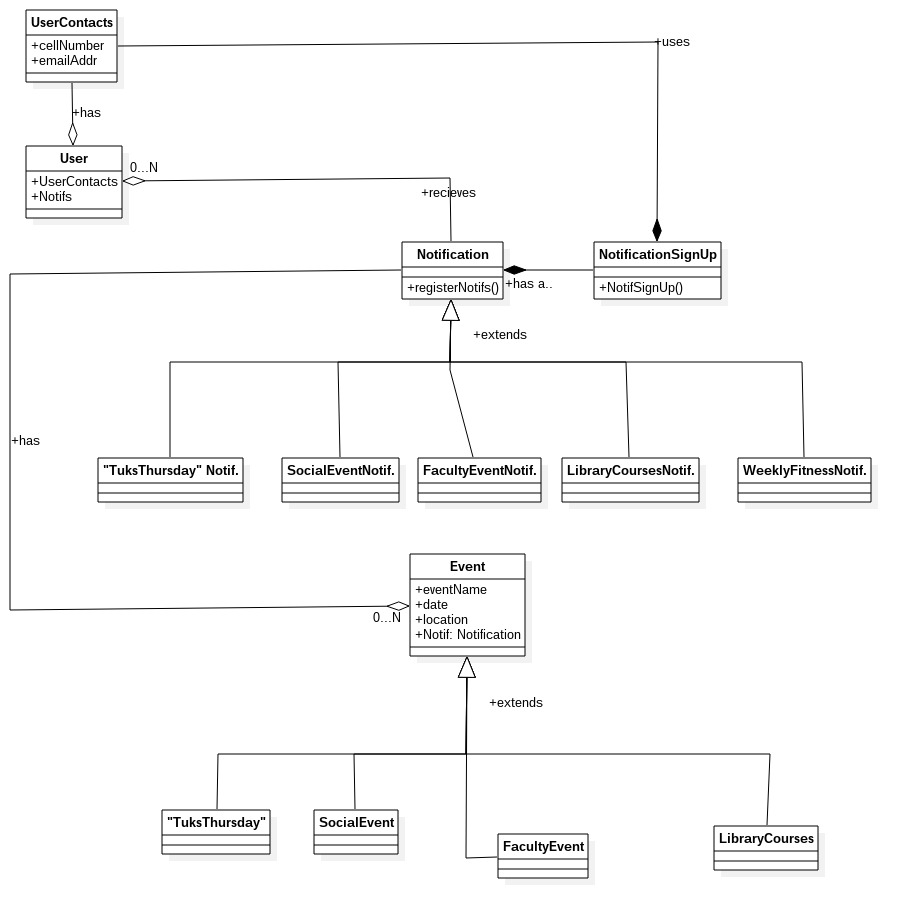 UserContacts
+cellNumber
+emailAddr
+uses
+has
User
+UserContacts
+Notifs
0...N
+recieves
Notification
+registerNotifs()
+has a..
NotificationSignUp
+NotifSignUp()
+extends
+has
"TuksThursday" Notif.
SocialEventNotif.
FacultyEventNotif.
LibraryCoursesNotif.
WeeklyFitnessNotif.
Event
+eventName
+date
+location
+Notif: Notification
0...N
+extends
"TuksThursday"
SocialEvent
FacultyEvent
LibraryCourses